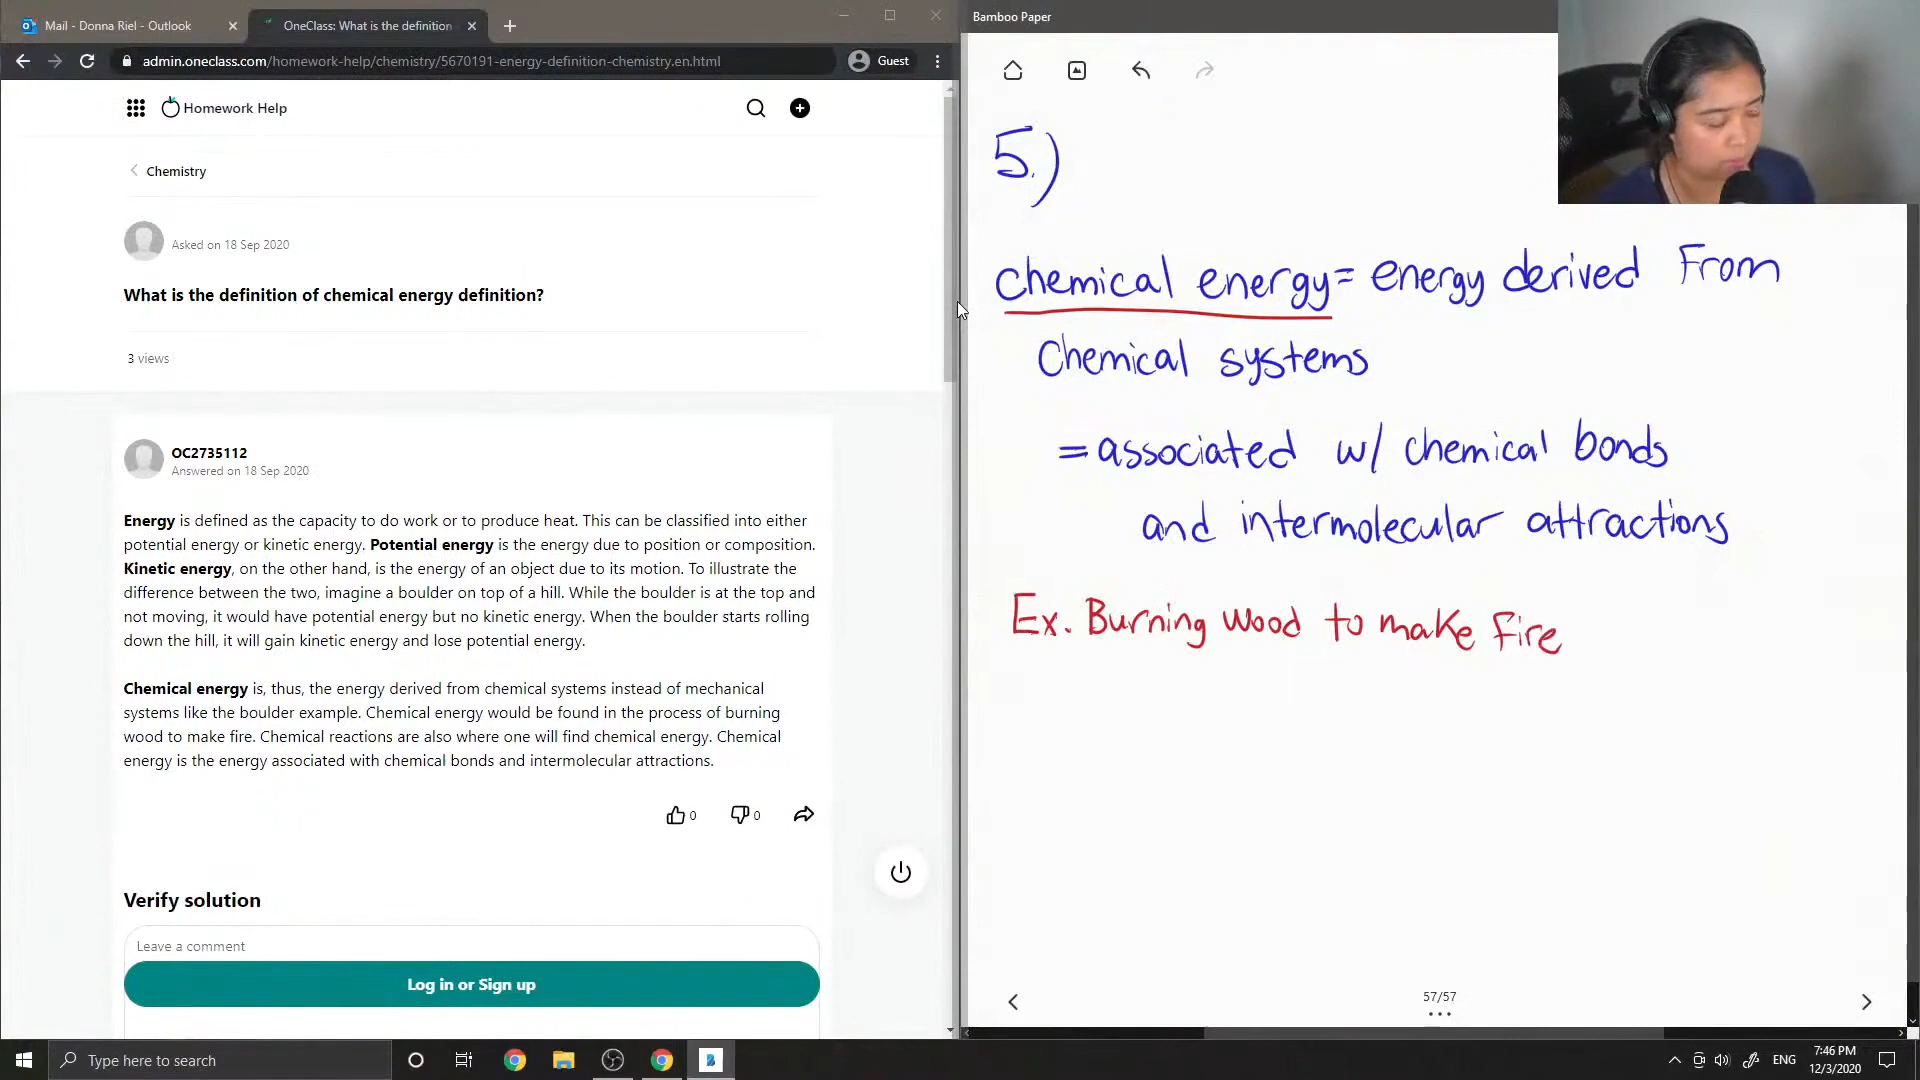 Mail - Donna Riel - Outlook
OneClass: What is the definition
admin.oneclass.com/homework-help/chemistry/5670191-energy-definition-chemistry.en.html
Guest
Homework Help
Chemistry
Asked on 18 Sep 2020
What is the definition of chemical energy definition?
3 views
OC2735112
Answered on 18 Sep 2020
Energy is defined as the capacity to do work or to produce heat. This can be classified into either
potential energy or kinetic energy. Potential energy is the energy due to position or composition.
Kinetic energy, on the other hand, is the energy of an object due to its motion. To illustrate the
difference between the two, imagine a boulder on top of a hill. While the boulder is at the top and
not moving, it would have potential energy but no kinetic energy. When the boulder starts rolling
down the hill, it will gain kinetic energy and lose potential energy.
Chemical energy is, thus, the energy derived from chemical systems instead of mechanical
systems like the boulder example. Chemical energy would be found in the process of burning
wood to make fire. Chemical reactions are also where one will find chemical energy. Chemical
energy is the energy associated with chemical bonds and intermolecular attractions.
0
0
Verify solution
Leave a comment
Log in or Sign up
Bamboo Paper
5.)
Chemical energy = energy derived From
Chemical systems
= associated w/ chemical bonds
and intermolecular attractions
Ex. Burning wood to make fire
57/57
Type here to search
ENG
7:46 PM
12/3/2020